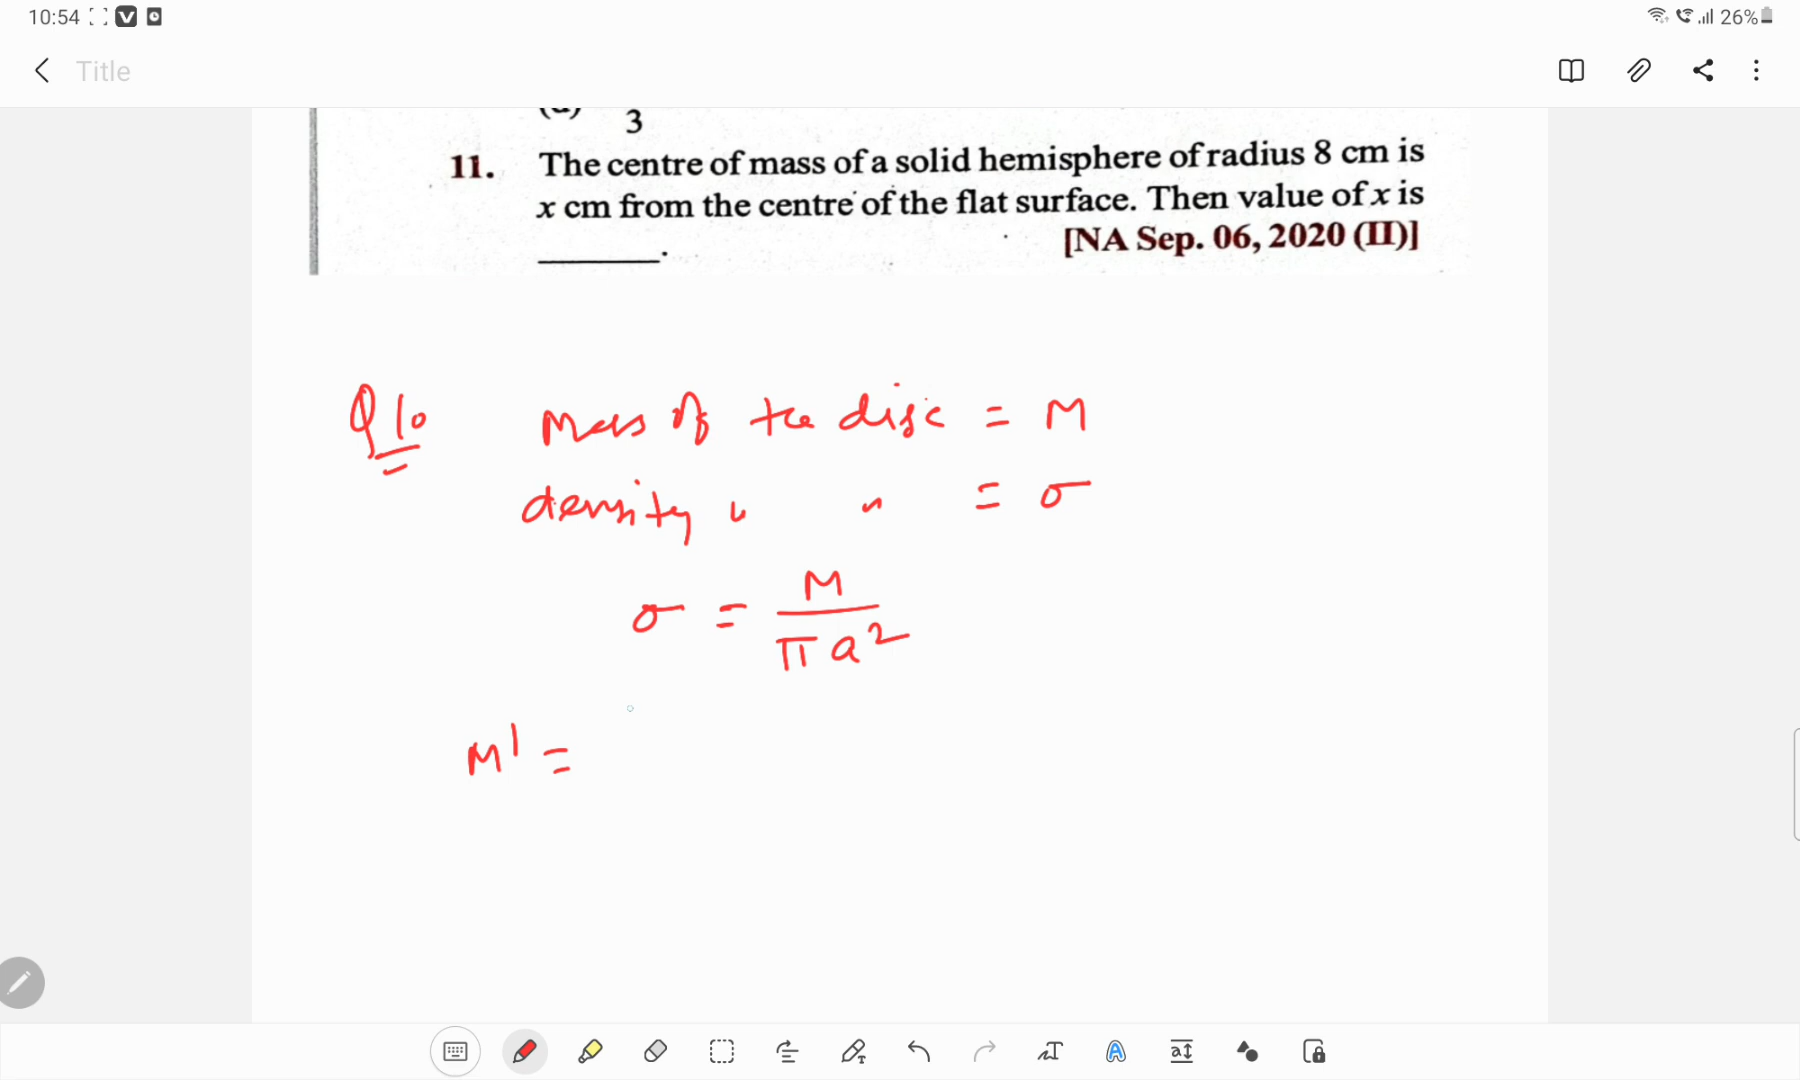 10:54
26%
Title
3
11. The centre of mass of a solid hemisphere of radius 8 cm is
x cm from the centre of the flat surface. Then value of x is
[NA Sep. 06, 2020 (II)]
______.
Q10 Mass of the disc = M
density " " = σ
σ = M / πa²
M' =